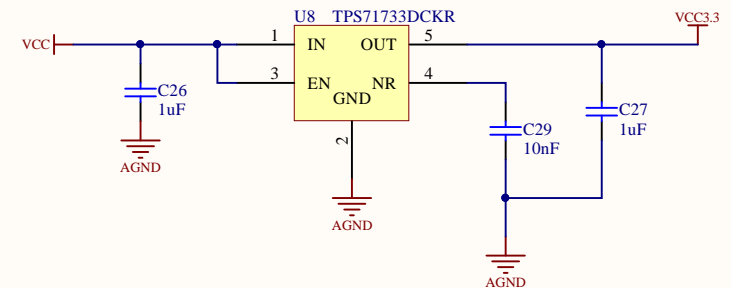 U8 TPS71733DCKR
VCC3.3
VCC
1
IN
OUT
5
3
EN
NR
4
GND
C26
1uF
C27
1uF
C29
10nF
2
AGND
AGND
AGND